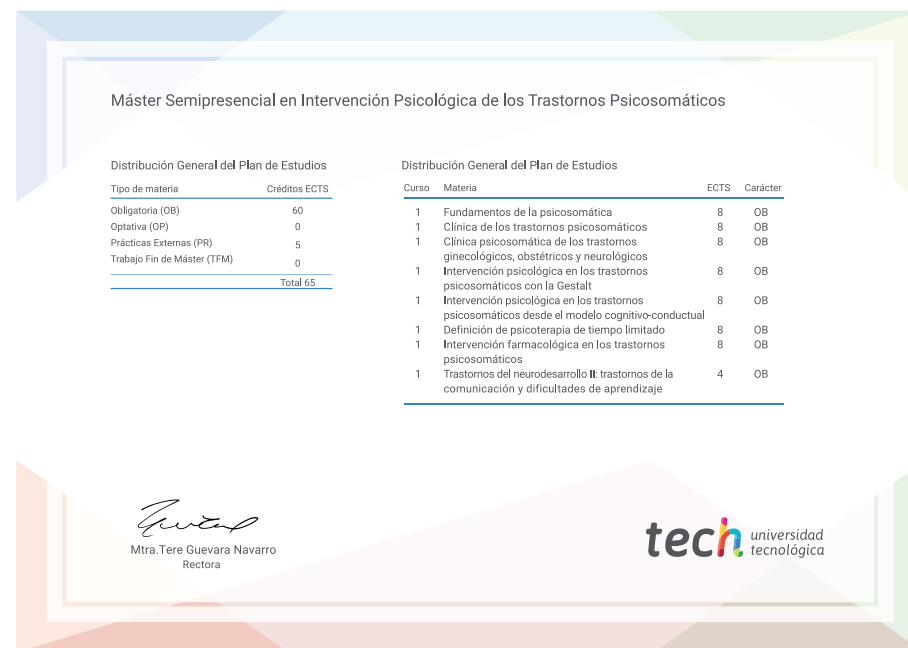 Máster Semipresencial en Intervención Psicológica de los Trastornos Psicosomáticos
Distribución General del Plan de Estudios
Tipo de materia Créditos ECTS
Obligatoria (OB) 60
Optativa (OP) 0
Prácticas Externas (PR) 5
Trabajo Fin de Máster (TFM) 0
Total 65
Distribución General del Plan de Estudios
Curso Materia ECTS Carácter
1 Fundamentos de la psicosomática 8 OB
1 Clínica de los trastornos psicosomáticos 8 OB
1 Clínica psicosomática de los trastornos 8 OB
ginecológicos, obstétricos y neurológicos
1 Intervención psicológica en los trastornos 8 OB
psicosomáticos con la Gestalt
1 Intervención psicológica en los trastornos 8 OB
psicosomáticos desde el modelo cognitivo-conductual
1 Definición de psicoterapia de tiempo limitado 8 OB
1 Intervención farmacológica en los trastornos 8 OB
psicosomáticos
1 Trastornos del neurodesarrollo II: trastornos de la 4 OB
comunicación y dificultades de aprendizaje
Mtra.Tere Guevara Navarro
Rectora
tech universidad
tecnológica